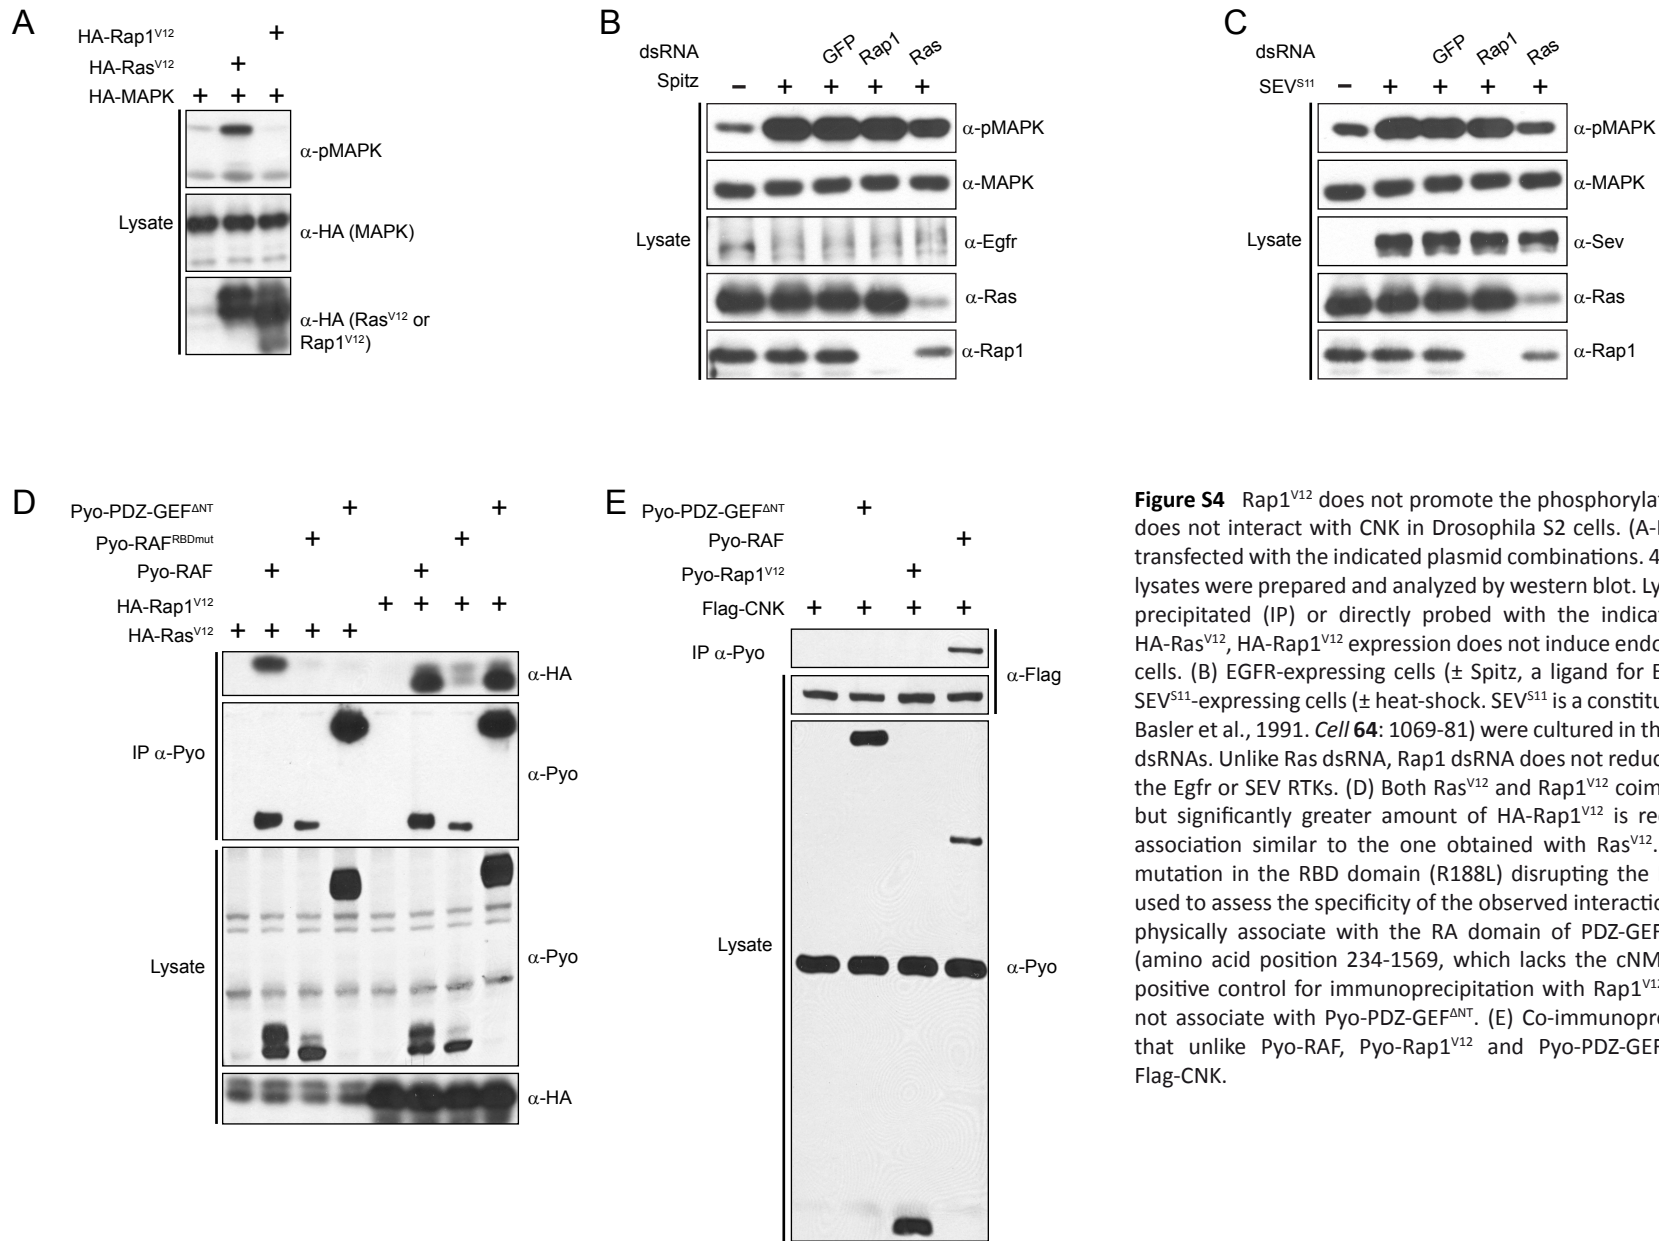 A
HA-Rap1V12 +
HA-RasV12 +
HA-MAPK + + +
α-pMAPK
Lysate
α-HA (MAPK)
α-HA (RasV12 or
Rap1V12)
B
dsRNA GFP Rap1 Ras
Spitz – + + + +
α-pMAPK
α-MAPK
Lysate
α-Egfr
α-Ras
α-Rap1
C
dsRNA GFP Rap1 Ras
SEVS11 – + + + +
α-pMAPK
α-MAPK
Lysate
α-Sev
α-Ras
α-Rap1
D
Pyo-PDZ-GEFΔNT + +
Pyo-RAFRBDmut + +
Pyo-RAF + +
HA-Rap1V12 + + + +
HA-RasV12 + + + +
α-HA
IP α-Pyo
α-Pyo
Lysate
α-Pyo
α-HA
E
Pyo-PDZ-GEFΔNT +
Pyo-RAF +
Pyo-Rap1V12 +
Flag-CNK + + + +
IP α-Pyo
α-Flag
Lysate
α-Pyo
Figure S4 Rap1V12 does not promote the phosphorylat
does not interact with CNK in Drosophila S2 cells. (A-
transfected with the indicated plasmid combinations. 4
lysates were prepared and analyzed by western blot. Ly
precipitated (IP) or directly probed with the indicat
HA-RasV12, HA-Rap1V12 expression does not induce endo
cells. (B) EGFR-expressing cells (± Spitz, a ligand for E
SEVS11-expressing cells (± heat-shock. SEVS11 is a constitu
Basler et al., 1991. Cell 64: 1069-81) were cultured in th
dsRNAs. Unlike Ras dsRNA, Rap1 dsRNA does not reduc
the Egfr or SEV RTKs. (D) Both RasV12 and Rap1V12 coim
but significantly greater amount of HA-Rap1V12 is re
association similar to the one obtained with RasV12.
mutation in the RBD domain (R188L) disrupting the
used to assess the specificity of the observed interactio
physically associate with the RA domain of PDZ-GEF
(amino acid position 234-1569, which lacks the cNM
positive control for immunoprecipitation with Rap1V12
not associate with Pyo-PDZ-GEFΔNT. (E) Co-immunopre
that unlike Pyo-RAF, Pyo-Rap1V12 and Pyo-PDZ-GEF
Flag-CNK.